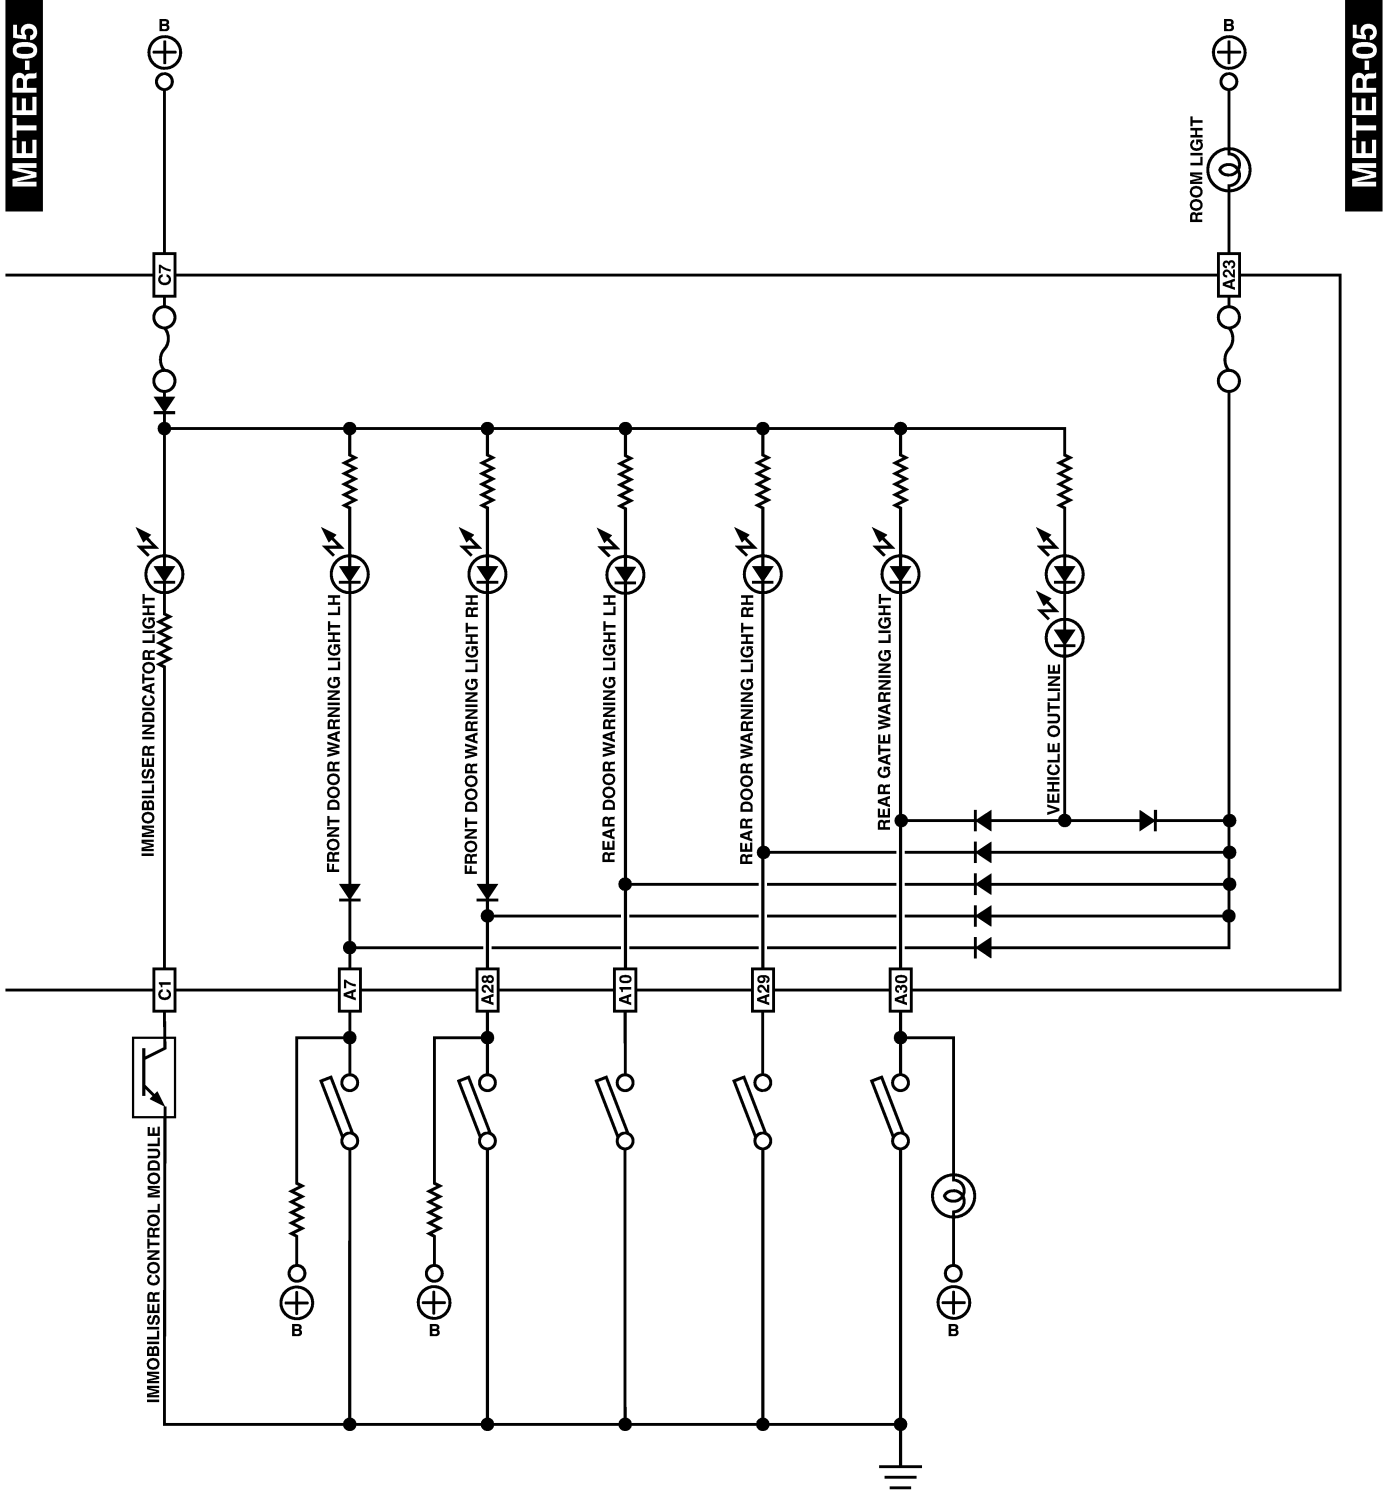 METER-05
B
B
METER-05
ROOM LIGHT
C7
A23
IMMOBILISER INDICATOR LIGHT
FRONT DOOR WARNING LIGHT LH
FRONT DOOR WARNING LIGHT RH
REAR DOOR WARNING LIGHT LH
REAR DOOR WARNING LIGHT RH
REAR GATE WARNING LIGHT
VEHICLE OUTLINE
C1
A7
A28
A10
A29
A30
IMMOBILISER CONTROL MODULE
B
B
B